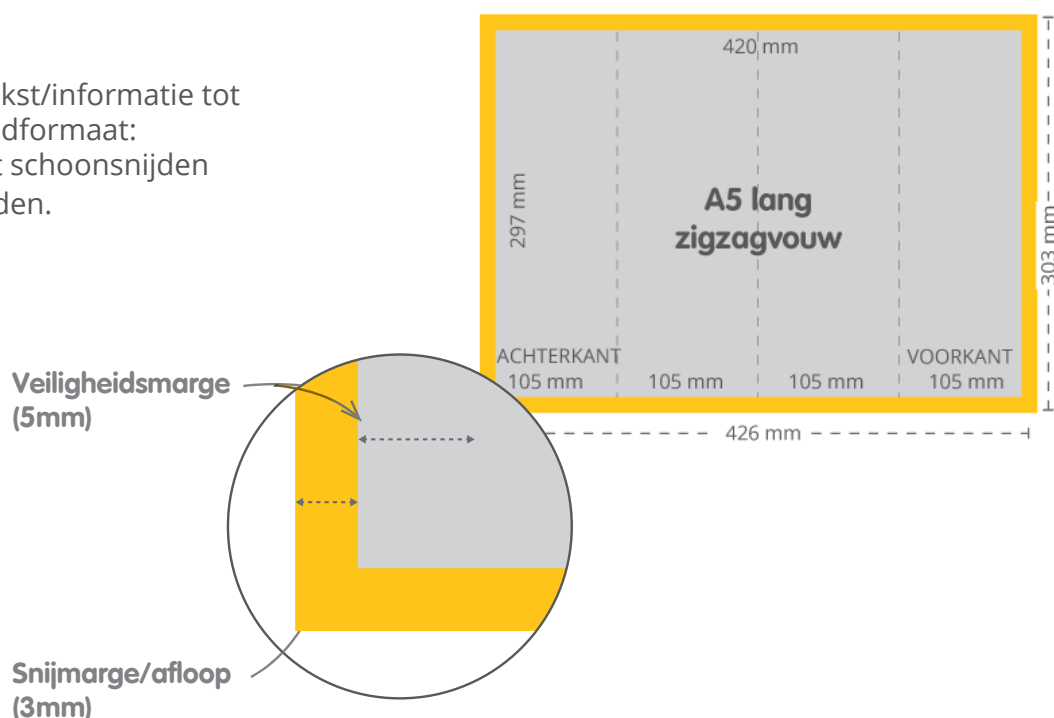 kst/informatie tot
dformaat:
schoonsnijden
den.
420 mm
297 mm
A5 lang
zigzagvouw
303 mm
ACHTERKANT
VOORKANT
105 mm
105 mm
105 mm
105 mm
426 mm
Veiligheidsmarge
(5mm)
Snijmarge/afloop
(3mm)